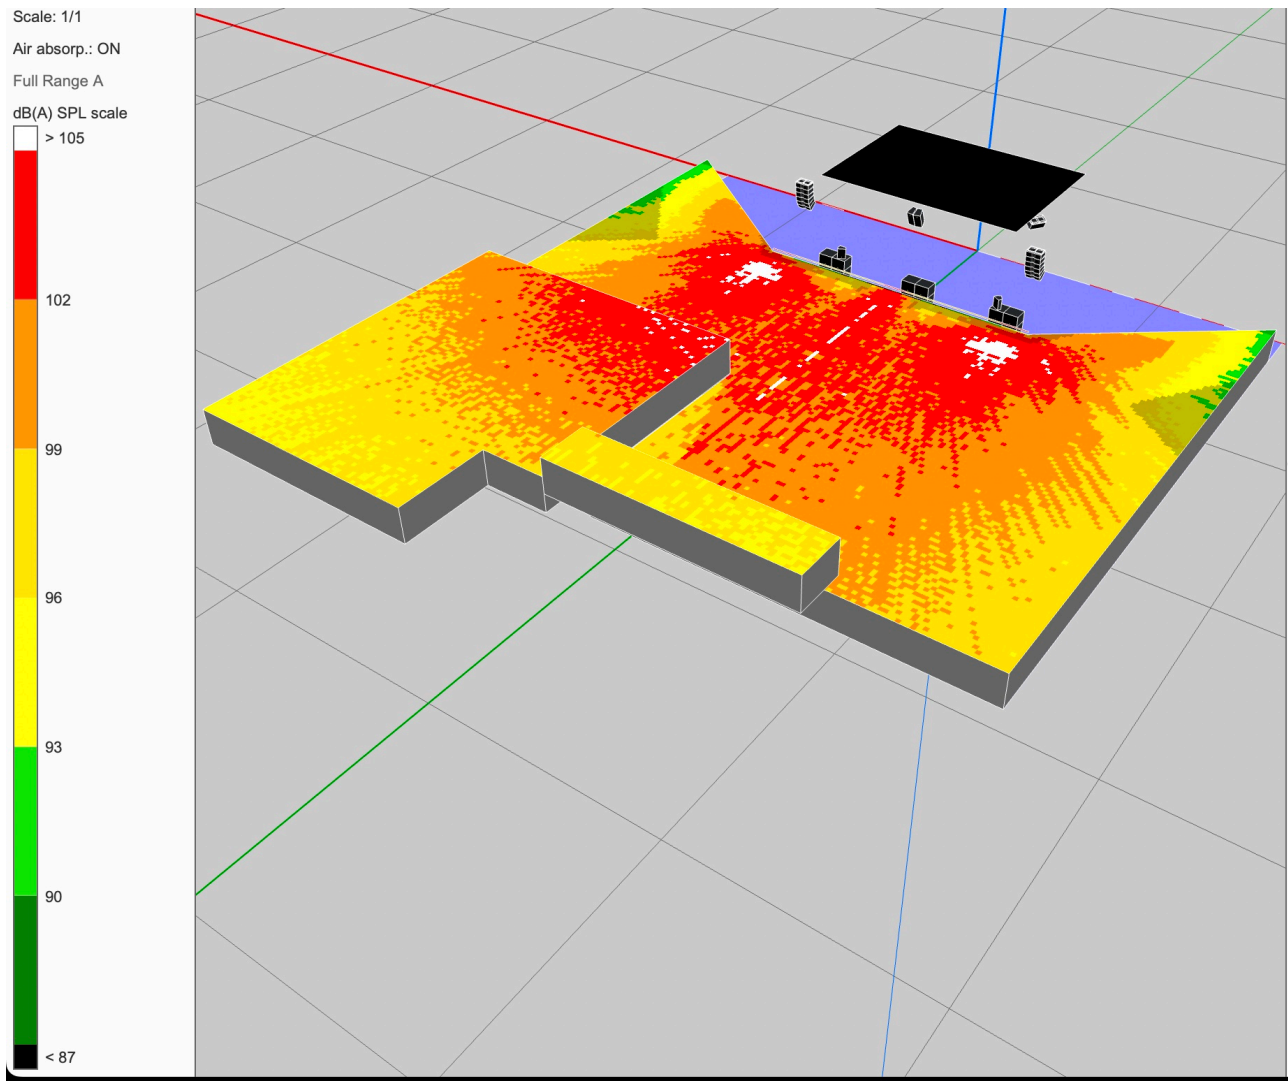 Scale: 1/1
Air absorp.: ON
Full Range A
dB(A) SPL scale
> 105
102
99
96
93
90
< 87